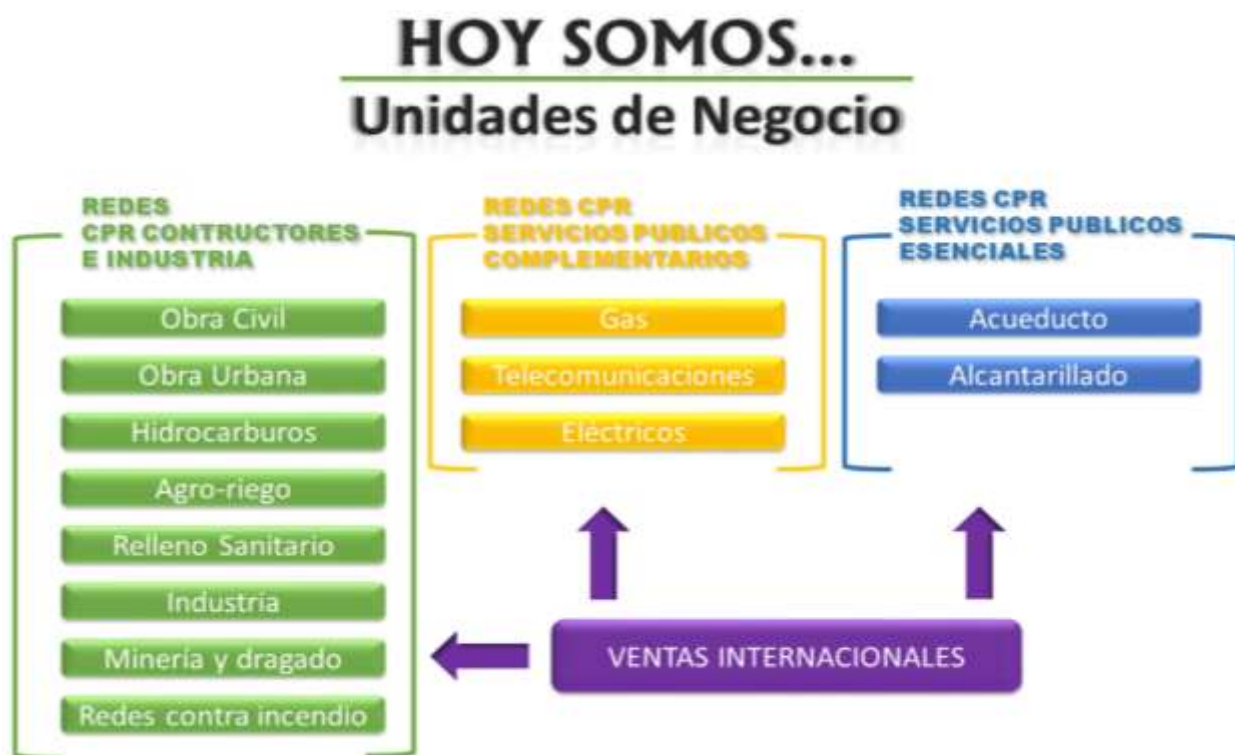 HOY SOMOS...
Unidades de Negocio
REDES
CPR CONTRUCTORES
E INDUSTRIA
Obra Civil
Obra Urbana
Hidrocarburos
Agro-riego
Relleno Sanitario
Industria
Minería y dragado
Redes contra incendio
REDES CPR
SERVICIOS PUBLICOS
COMPLEMENTARIOS
Gas
Telecomunicaciones
Eléctricos
REDES CPR
SERVICIOS PUBLICOS
ESENCIALES
Acueducto
Alcantarillado
VENTAS INTERNACIONALES